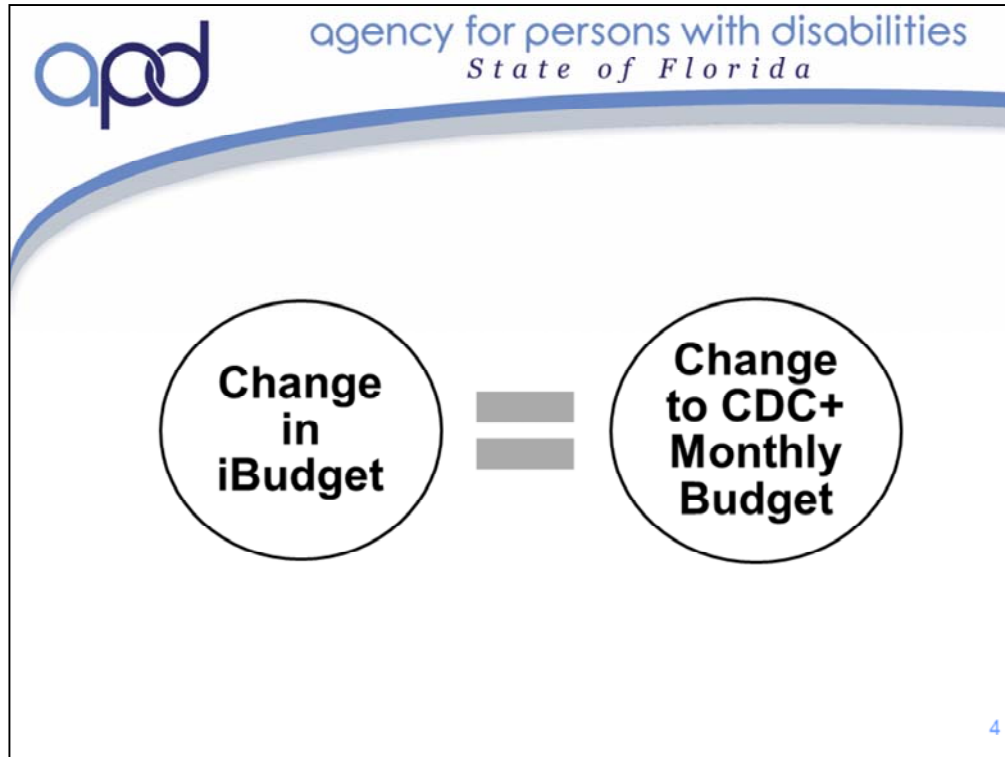 apd
agency for persons with disabilities
State of Florida
Change
in
iBudget
Change
to CDC+
Monthly
Budget
4